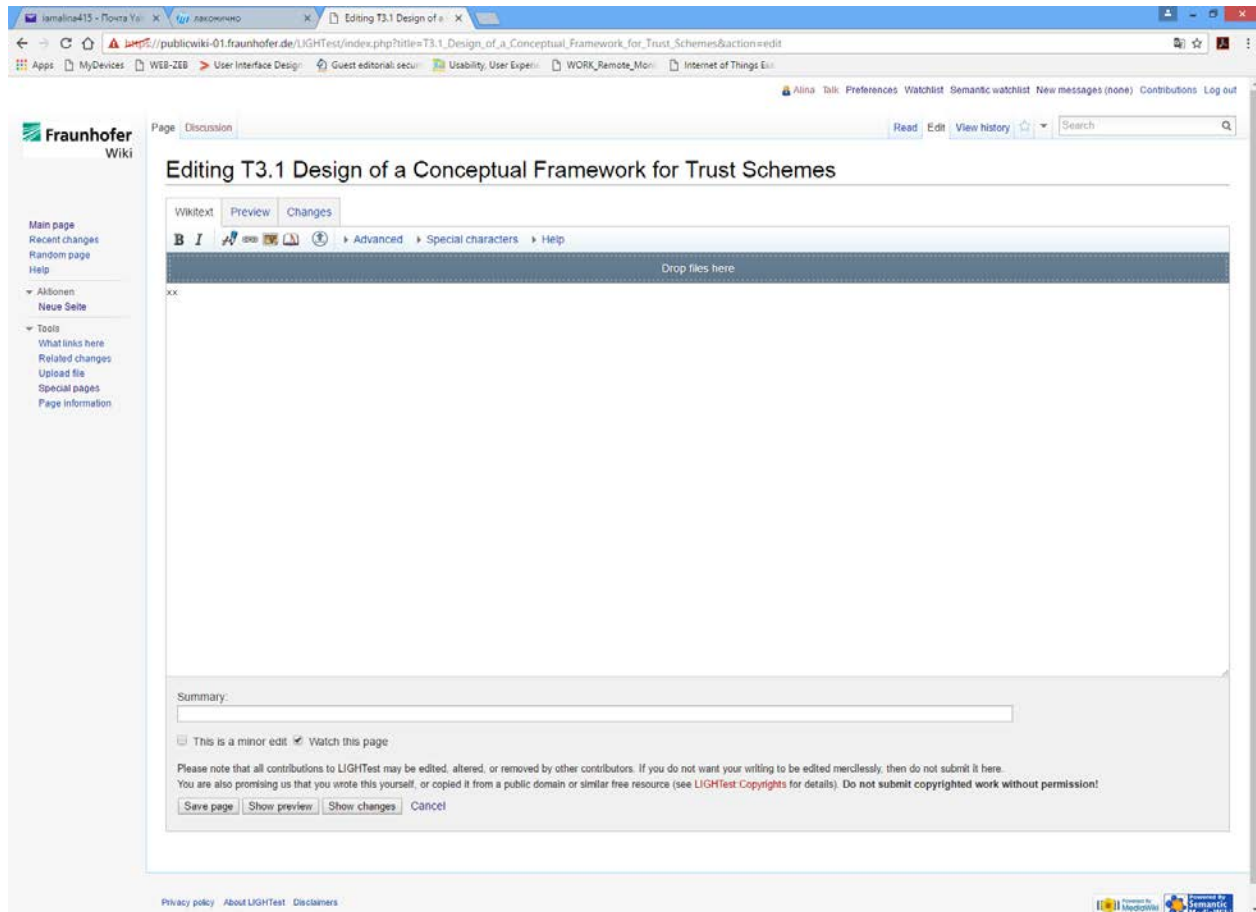 iamalina415 - Почта Ya
лаконично
Editing T3.1 Design of a
https://publicwiki-01.fraunhofer.de/LIGHTest/index.php?title=T3.1_Design_of_a_Conceptual_Framework_for_Trust_Schemes&action=edit
Apps MyDevices WEB-ZEB User Interface Design Guest editorial: secur Usability, User Experi WORK_Remote_Mon Internet of Things
Alina Talk Preferences Watchlist Semantic watchlist New messages (none) Contributions Log out
Fraunhofer
Wiki
Page Discussion
Read Edit View history Search
Editing T3.1 Design of a Conceptual Framework for Trust Schemes
Main page
Recent changes
Random page
Help
Aktionen
Neue Seite
Tools
What links here
Related changes
Upload file
Special pages
Page information
Wikitext Preview Changes
B I Advanced Special characters Help
Drop files here
xx
Summary:
This is a minor edit Watch this page
Please note that all contributions to LIGHTest may be edited, altered, or removed by other contributors. If you do not want your writing to be edited mercilessly, then do not submit it here.
You are also promising us that you wrote this yourself, or copied it from a public domain or similar free resource (see LIGHTest:Copyrights for details). Do not submit copyrighted work without permission!
Save page Show preview Show changes Cancel
Privacy policy About LIGHTest Disclaimers
Powered By
MediaWiki
Powered By
Semantic